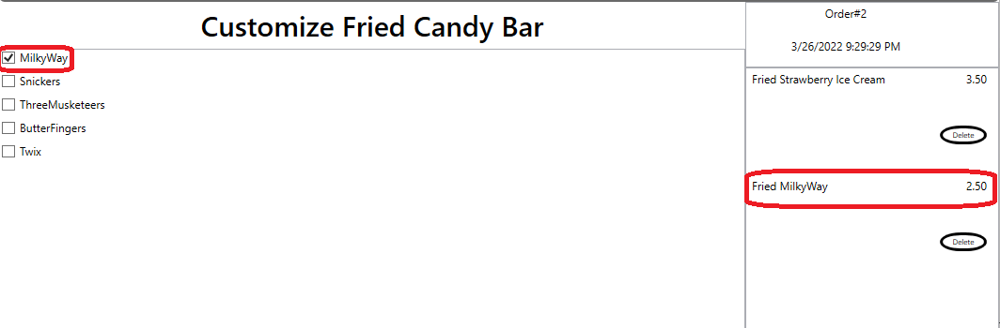 Customize Fried Candy Bar
MilkyWay
Snickers
ThreeMusketeers
ButterFingers
Twix
Order#2
3/26/2022 9:29:29 PM
Fried Strawberry Ice Cream 3.50
Delete
Fried MilkyWay 2.50
Delete